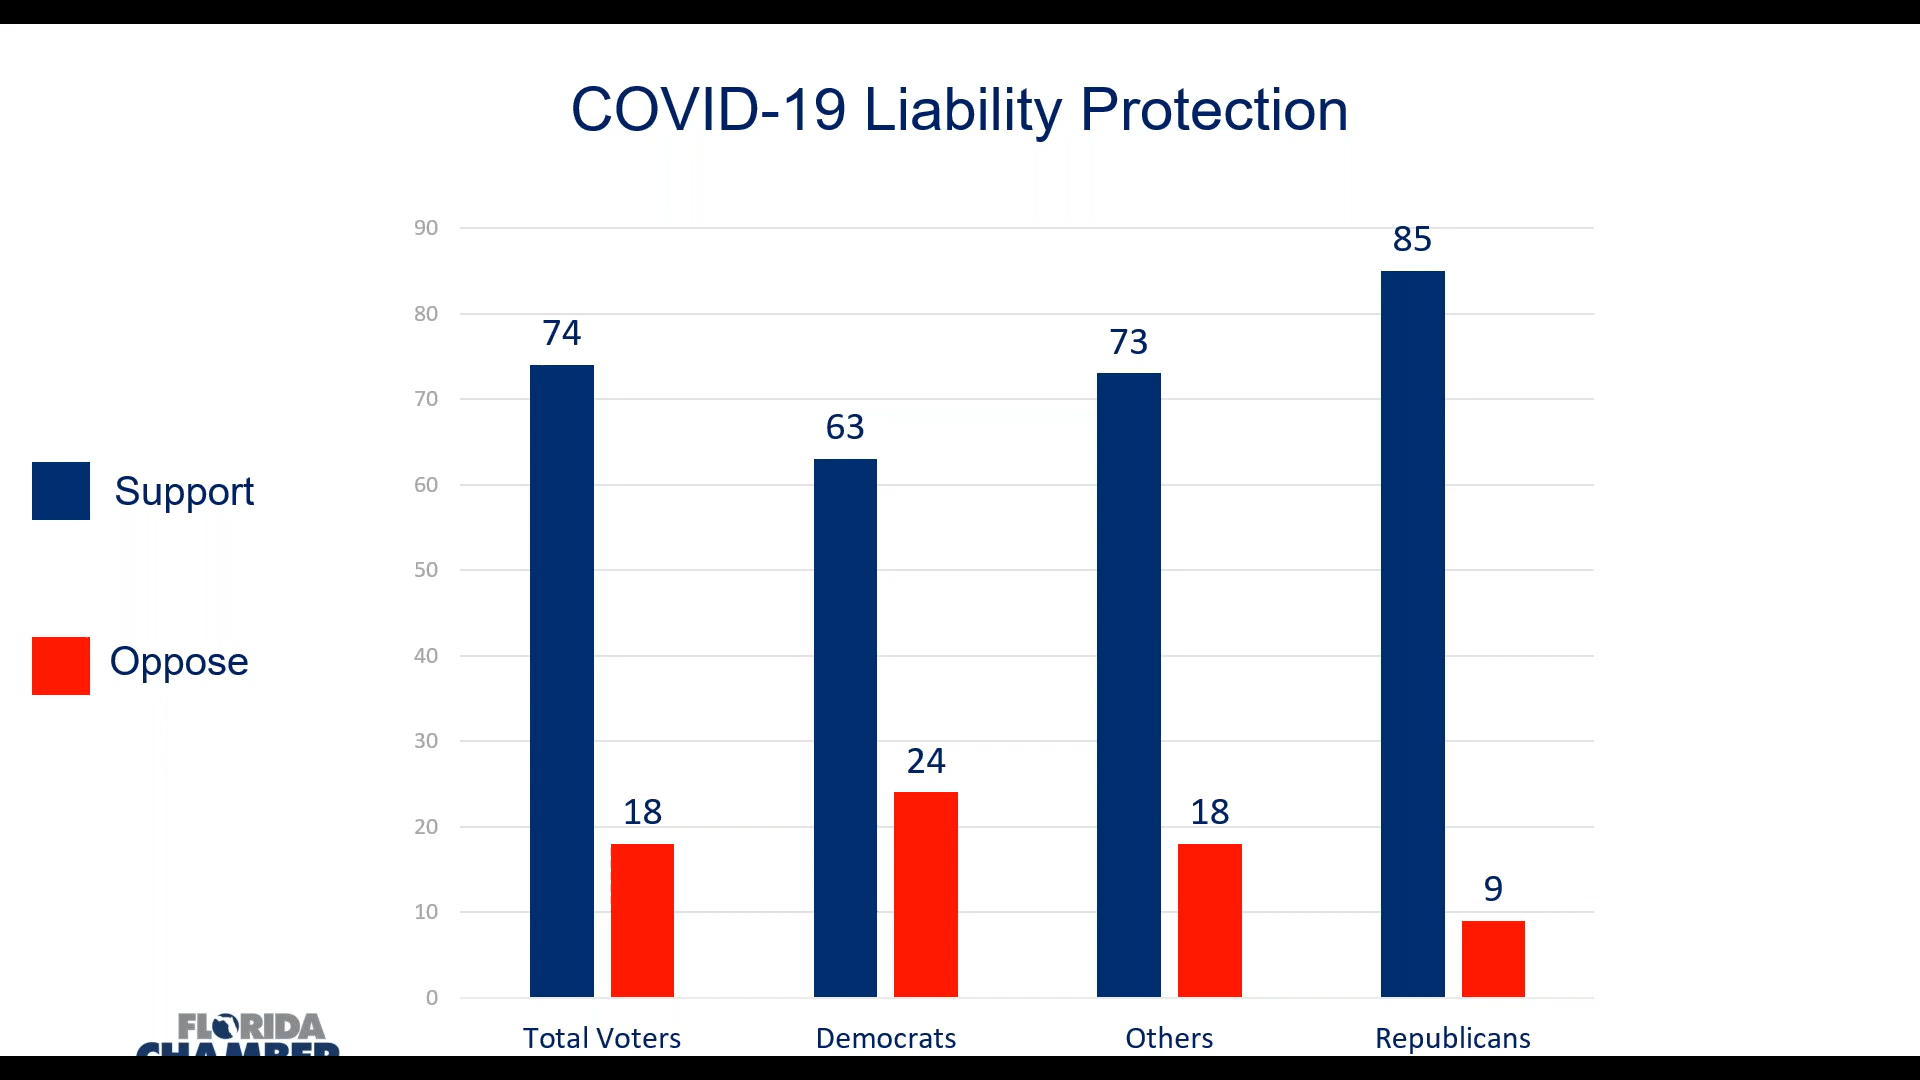 COVID-19 Liability Protection
90
80
70
60
50
40
30
20
10
0
74
18
63
24
73
18
85
9
Support
Oppose
Total Voters
Democrats
Others
Republicans
FLORIDA
CHAMBER